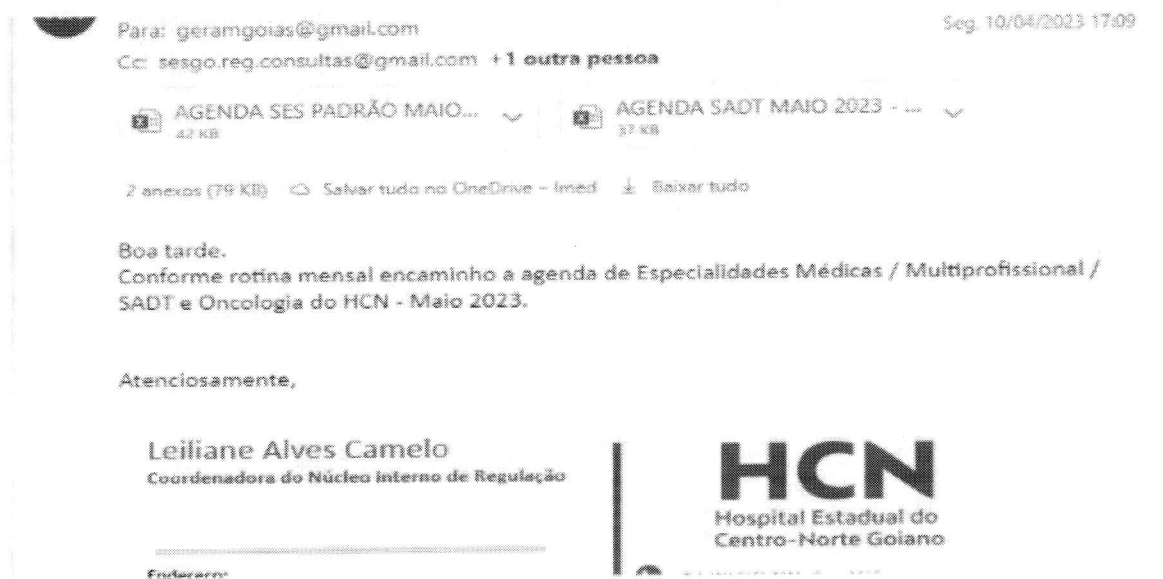 Para: geramgoias@gmail.com
Seg, 10/04/2023 17:09
Cc: sesgo.reg.consultas@gmail.com +1 outra pessoa
AGENDA SES PADRÃO MAIO...
42 KB
AGENDA SADT MAIO 2023 - ...
37 KB
2 anexos (79 KB) Salvar tudo no OneDrive – Imed Baixar tudo
Boa tarde.
Conforme rotina mensal encaminho a agenda de Especialidades Médicas / Multiprofissional /
SADT e Oncologia do HCN - Maio 2023.
Atenciosamente,
Leiliane Alves Camelo
Coordenadora do Núcleo Interno de Regulação
HCN
Hospital Estadual do
Centro-Norte Goiano
Endereço: